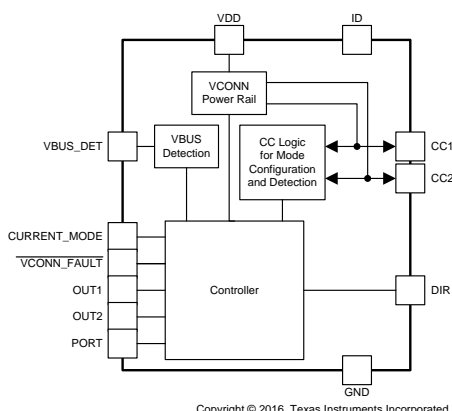 VDD
ID
VCONN
Power Rail
VBUS_DET
VBUS
Detection
CC Logic
for Mode
Configuration
and Detection
CC1
CC2
CURRENT_MODE
VCONN_FAULT
OUT1
OUT2
PORT
Controller
DIR
GND
Copyright © 2016, Texas Instruments Incorporated